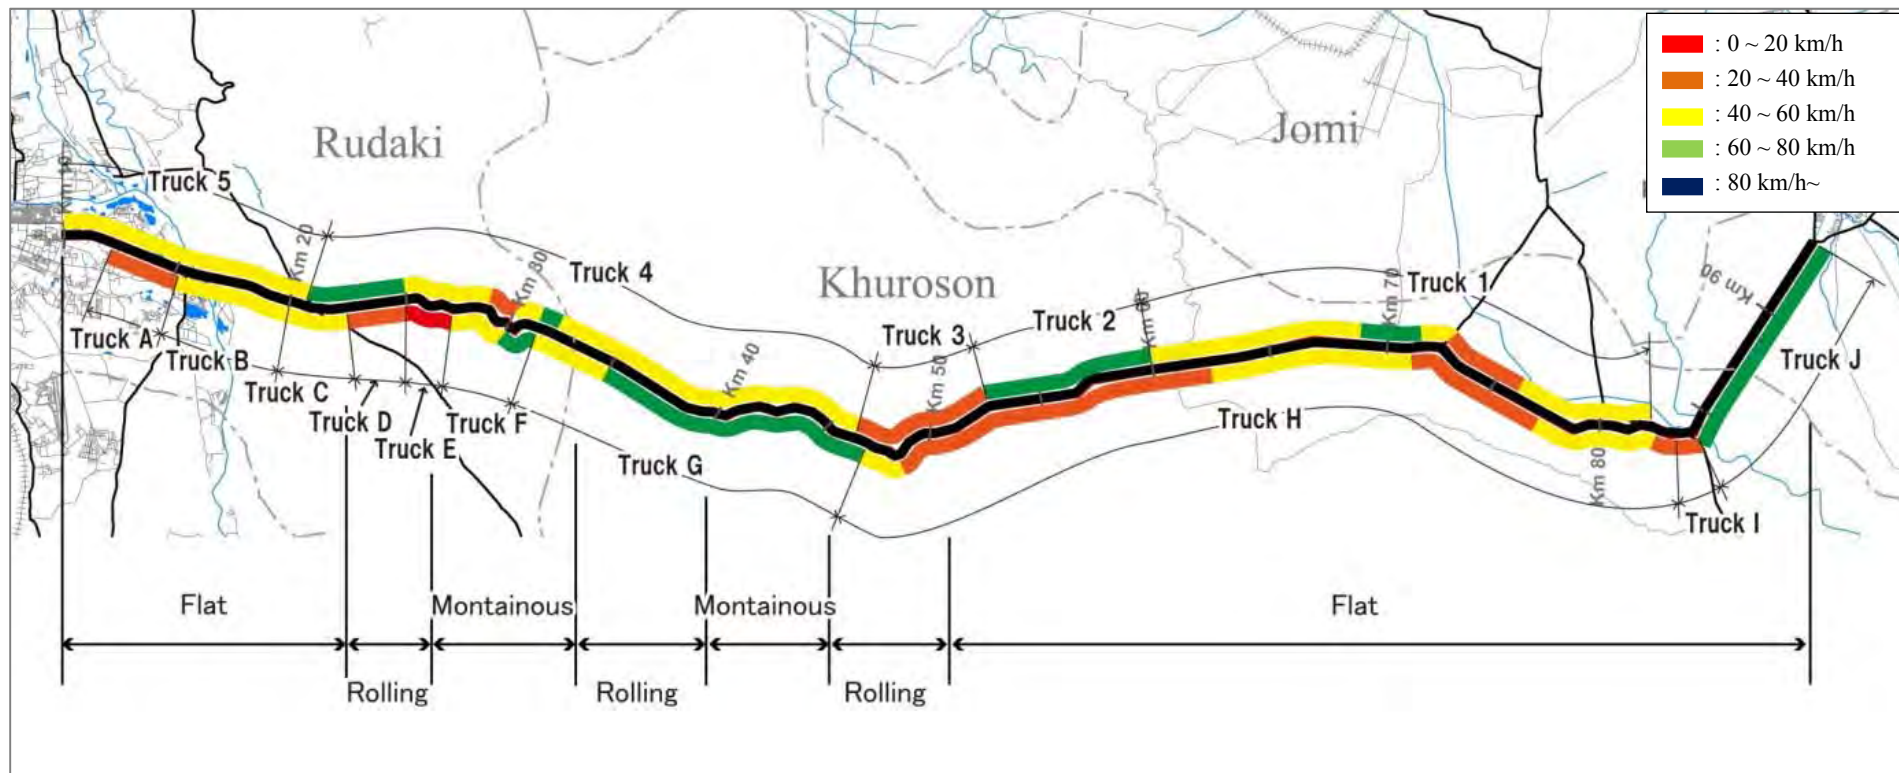 : 0 ~ 20 km/h
: 20 ~ 40 km/h
: 40 ~ 60 km/h
: 60 ~ 80 km/h
: 80 km/h~
Rudaki
Jomi
Khuroson
Truck 5
Truck 4
Truck 3
Truck 2
Truck 1
Km 10
Km 20
Km 30
Km 40
Km 50
Km 60
Km 70
Km 80
Km 90
Truck A
Truck B
Truck C
Truck D
Truck E
Truck F
Truck G
Truck H
Truck I
Truck J
Flat
Montainous
Montainous
Flat
Rolling
Rolling
Rolling